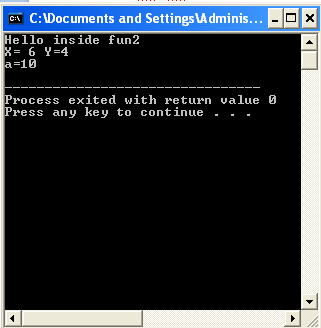 C:\Documents and Settings\Adminis...
Hello inside fun2
X= 6 Y=4
a=10
--------------------------------
Process exited with return value 0
Press any key to continue . . .